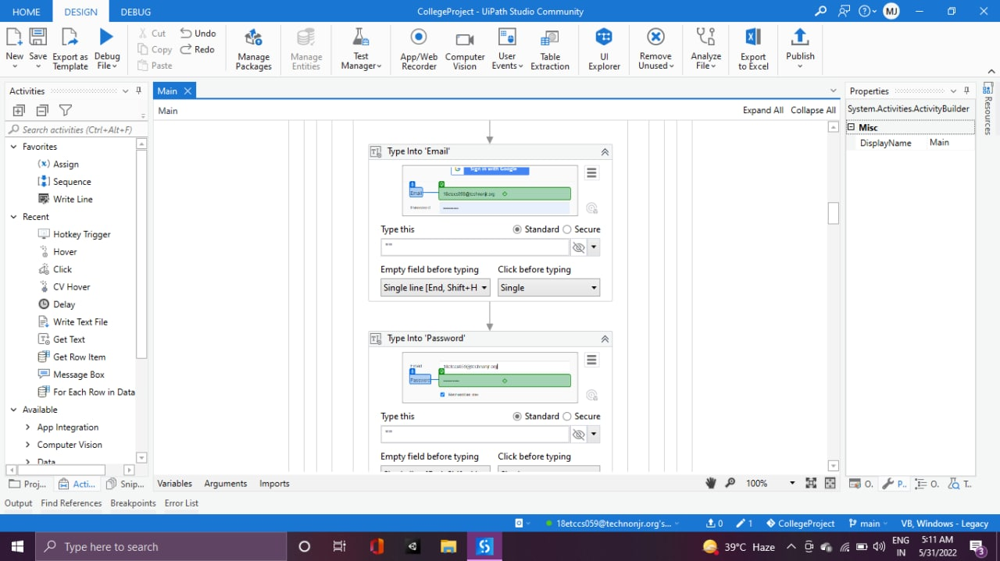 HOME DESIGN DEBUG CollegeProject - UiPath Studio Community MJ
New Save Export as Template Debug File Cut Copy Paste Undo Redo Manage Packages Manage Entities Test Manager App/Web Recorder Computer Vision User Events Table Extraction UI Explorer Remove Unused Analyze File Export to Excel Publish
Activities
Search activities (Ctrl+Alt+F)
Favorites
Assign
Sequence
Write Line
Recent
Hotkey Trigger
Hover
Click
CV Hover
Delay
Write Text File
Get Text
Get Row Item
Message Box
For Each Row in Data
Available
App Integration
Computer Vision
Data
Proj... Acti... Snip...
Main
Main Expand All Collapse All
Type Into 'Email'
Sign in with Google
Email 18etccs059@technonjr.org
Password
Type this Standard Secure
""
Empty field before typing Click before typing
Single line [End, Shift+H Single
Type Into 'Password'
Email 18etccs059@technonjr.org
Password
Type this Standard Secure
""
Empty field before typing Click before typing
Variables Arguments Imports 100%
Properties
System.Activities.ActivityBuilder
Misc
DisplayName Main
Resources
O. P.. O. T..
Output Find References Breakpoints Error List
18etccs059@technonjr.org's... 0 1 CollegeProject main VB, Windows - Legacy
Type here to search
39°C Haze
ENG IN
5:11 AM
5/31/2022
3